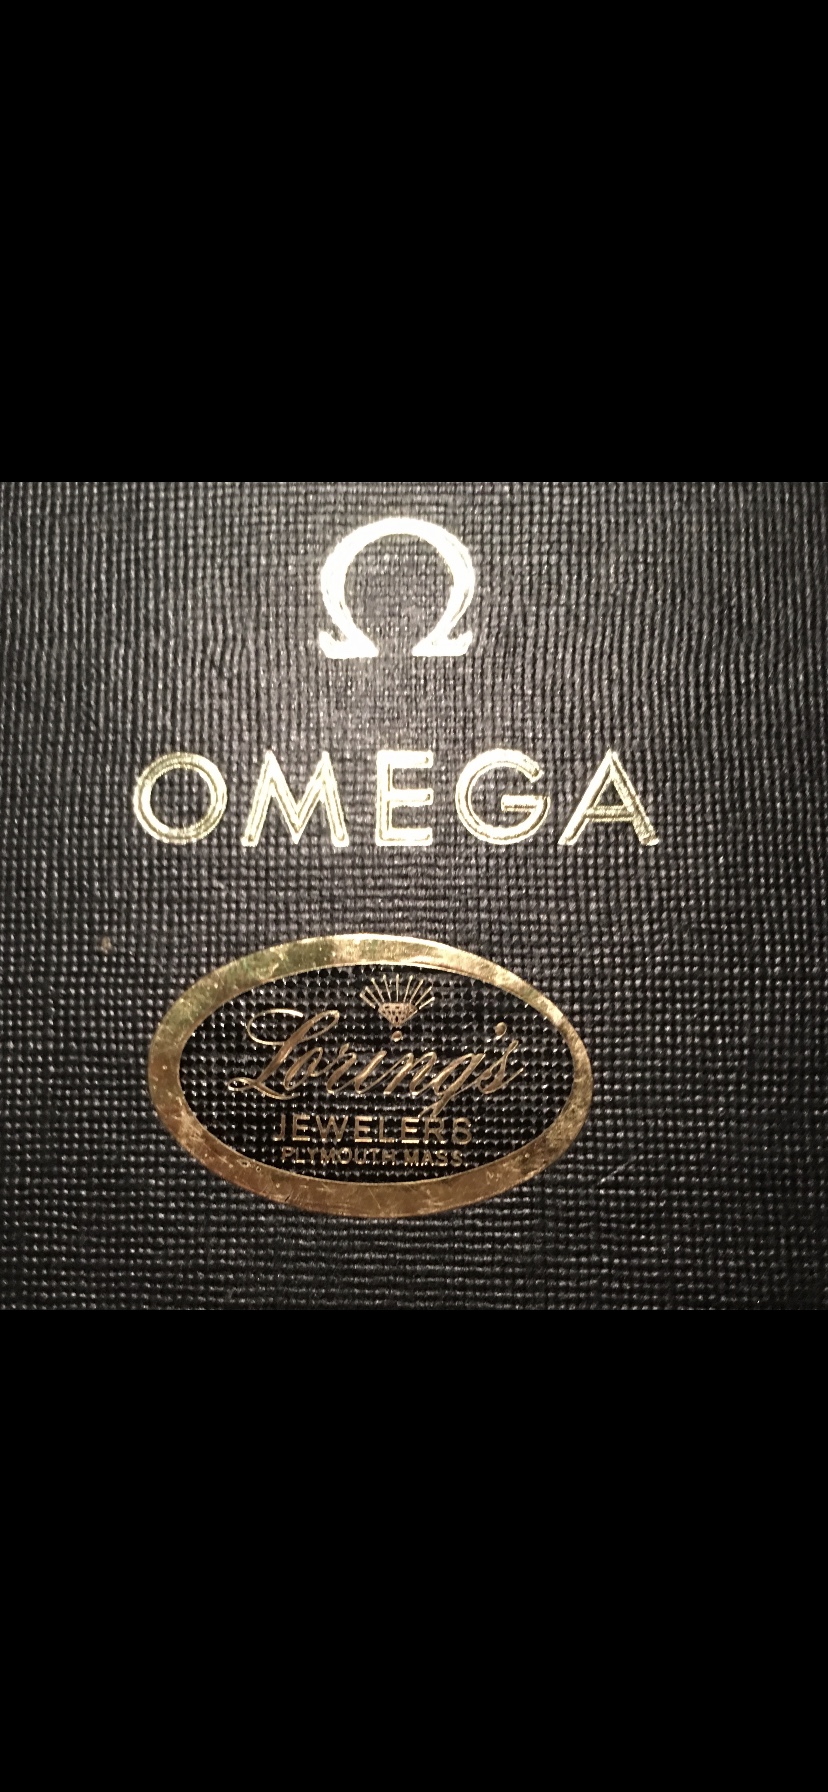 Ω
OMEGA
Loring's
JEWELERS
PLYMOUTH, MASS.